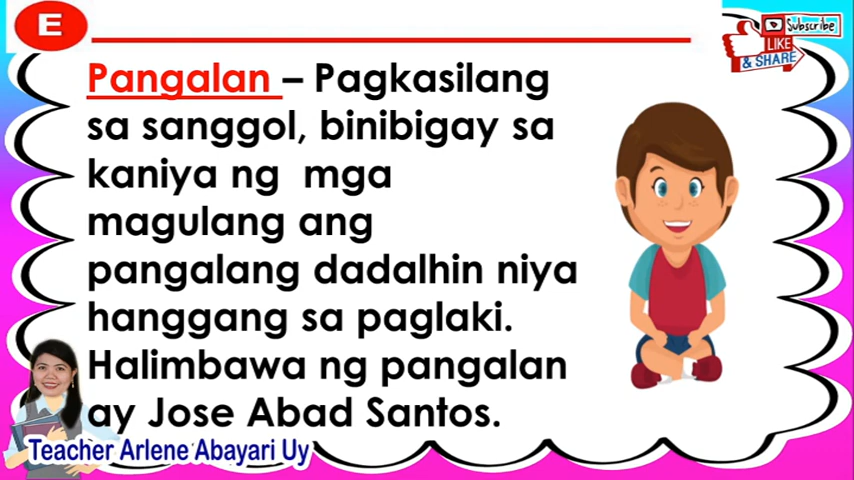 E
Subscribe
LIKE
& SHARE
Pangalan – Pagkasilang
sa sanggol, binibigay sa
kaniya ng mga
magulang ang
pangalang dadalhin niya
hanggang sa paglaki.
Halimbawa ng pangalan
ay Jose Abad Santos.
Teacher Arlene Abayari Uy